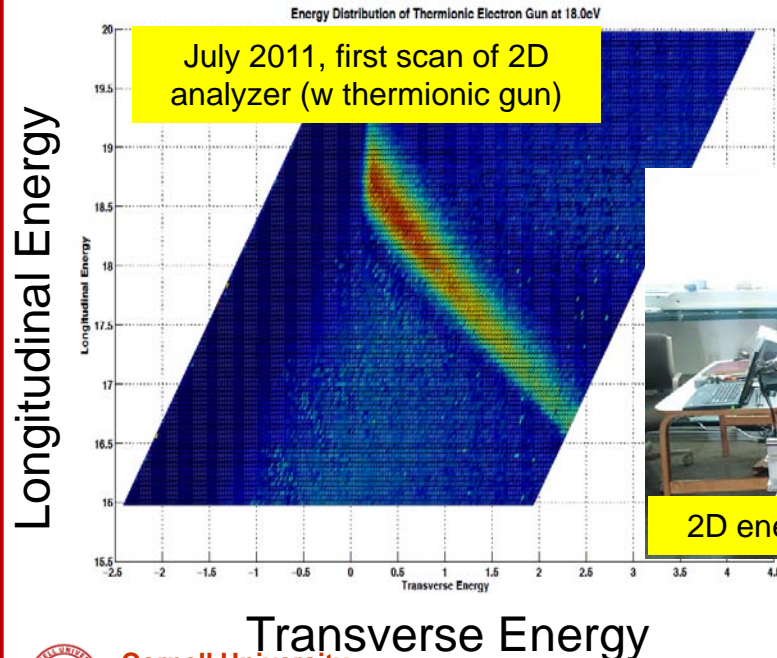 Energy Distribution of Thermionic Electron Gun at 18.0eV
July 2011, first scan of 2D
analyzer (w thermionic gun)
Longitudinal Energy
Longitudinal Energy
20
19.5
19
18.5
18
17.5
17
16.5
16
15.5
-2.5 -2 -1.5 -1 -0.5 0 0.5 1 1.5 2 2.5 3 3.5 4
Transverse Energy
2D
Transverse Energy
Cornell University